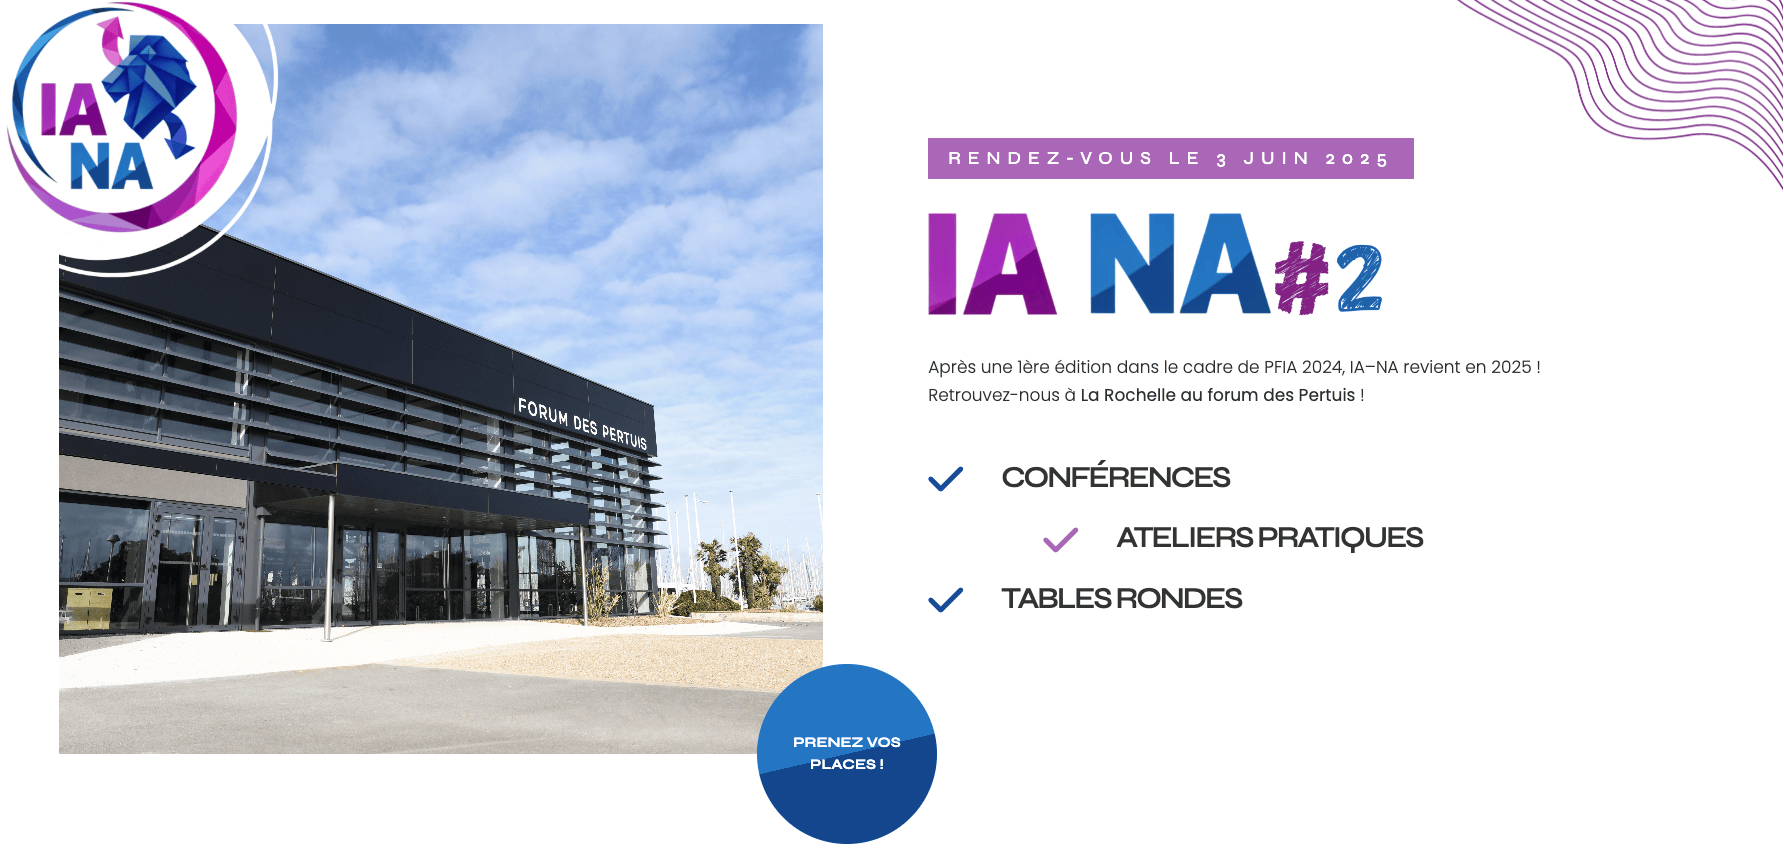 IA
NA
FORUM DES PERTUIS
RENDEZ-VOUS LE 3 JUIN 2025
IA NA#2
Après une 1ère édition dans le cadre de PFIA 2024, IA-NA revient en 2025 !
Retrouvez-nous à La Rochelle au forum des Pertuis !
CONFÉRENCES
ATELIERS PRATIQUES
TABLES RONDES
PRENEZ VOS
PLACES !